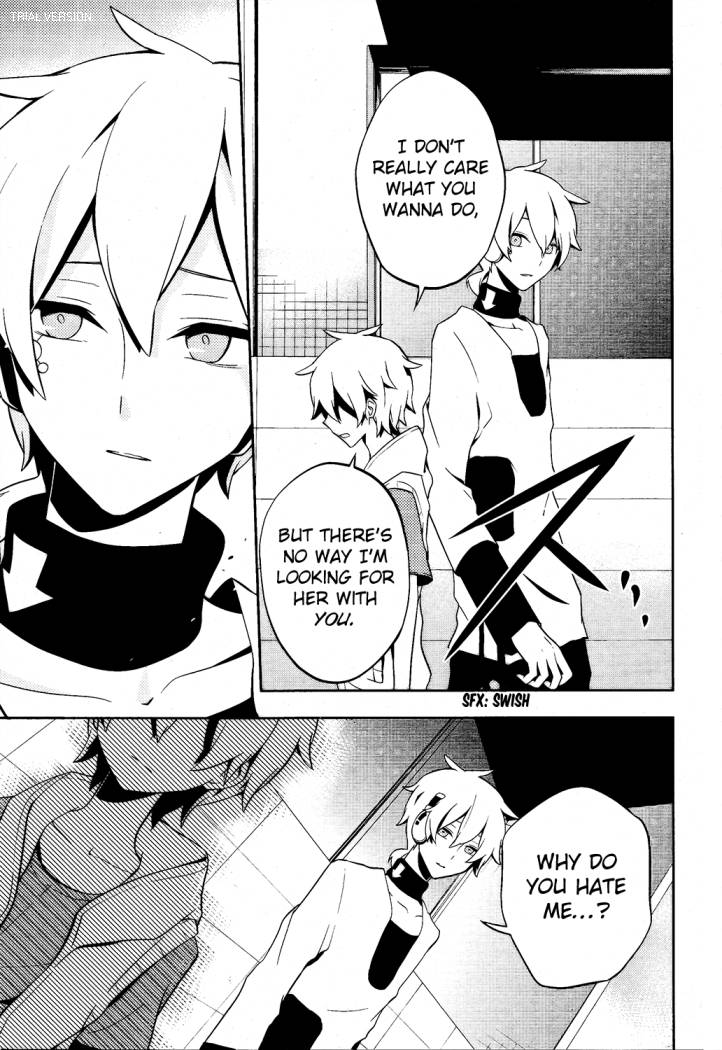 TRIAL VERSION
I DON'T
REALLY CARE
WHAT YOU
WANNA DO,
BUT THERE'S
NO WAY I'M
LOOKING FOR
HER WITH
YOU.
SFX: SWISH
WHY DO
YOU HATE
ME...?